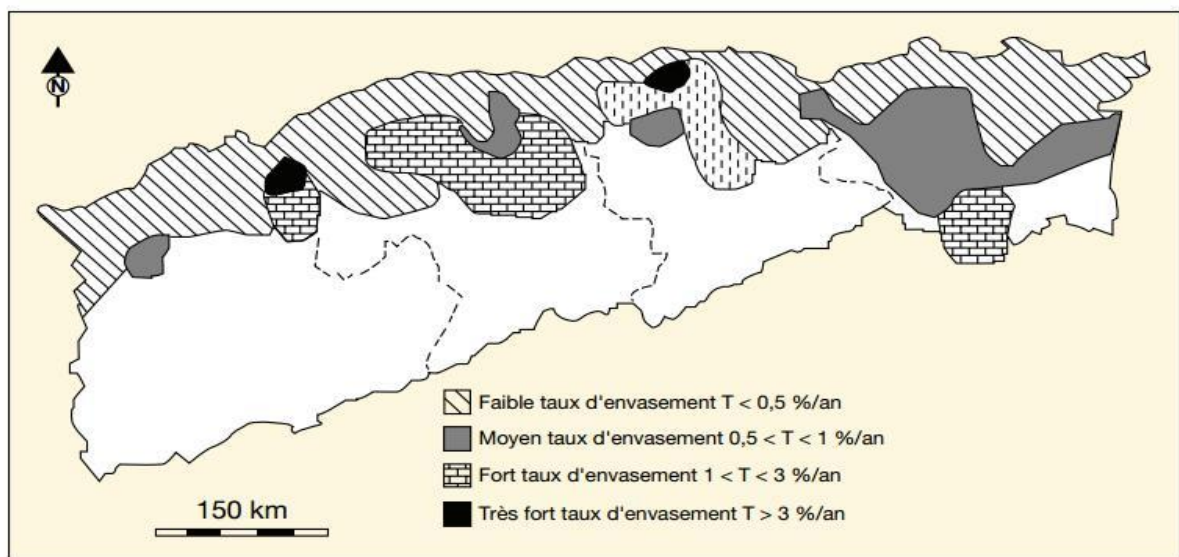 N
Faible taux d'envasement T < 0,5 %/an
Moyen taux d'envasement 0,5 < T < 1 %/an
Fort taux d'envasement 1 < T < 3 %/an
Très fort taux d'envasement T > 3 %/an
150 km